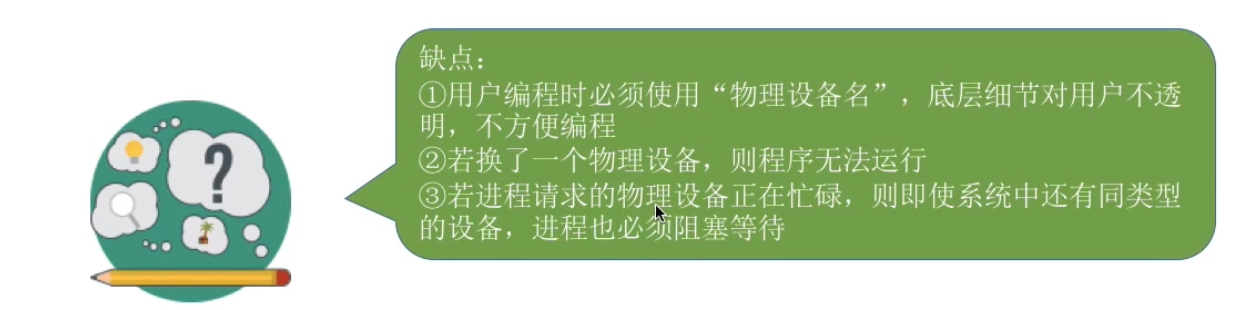 缺点：
①用户编程时必须使用“物理设备名”，底层细节对用户不透
明，不方便编程
②若换了一个物理设备，则程序无法运行
③若进程请求的物理设备正在忙碌，则即使系统中还有同类型
的设备，进程也必须阻塞等待
?